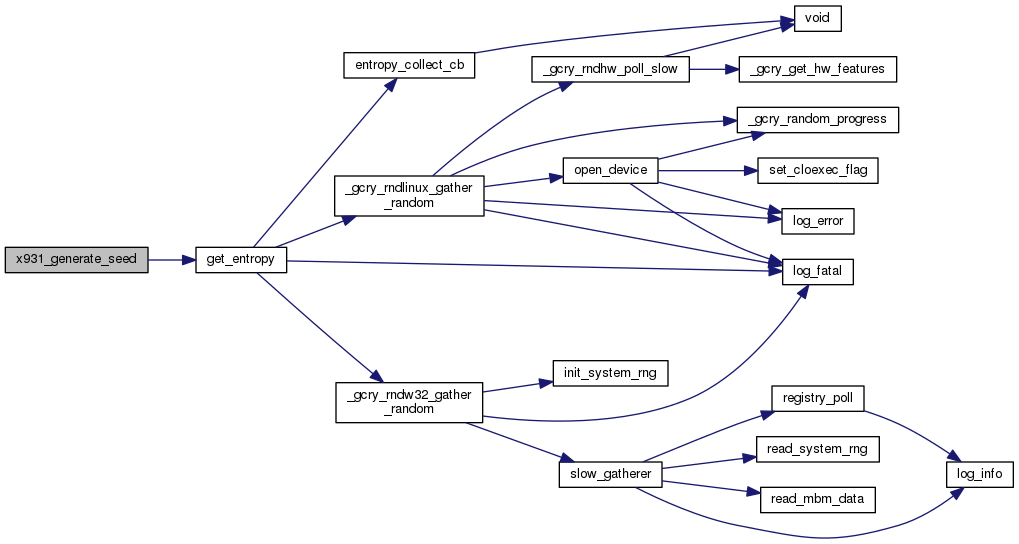 void
entropy_collect_cb
_gcry_rndhw_poll_slow
_gcry_get_hw_features
_gcry_random_progress
open_device
set_cloexec_flag
_gcry_rndlinux_gather
_random
log_error
x931_generate_seed
get_entropy
log_fatal
init_system_rng
_gcry_rndw32_gather
_random
registry_poll
read_system_rng
slow_gatherer
log_info
read_mbm_data